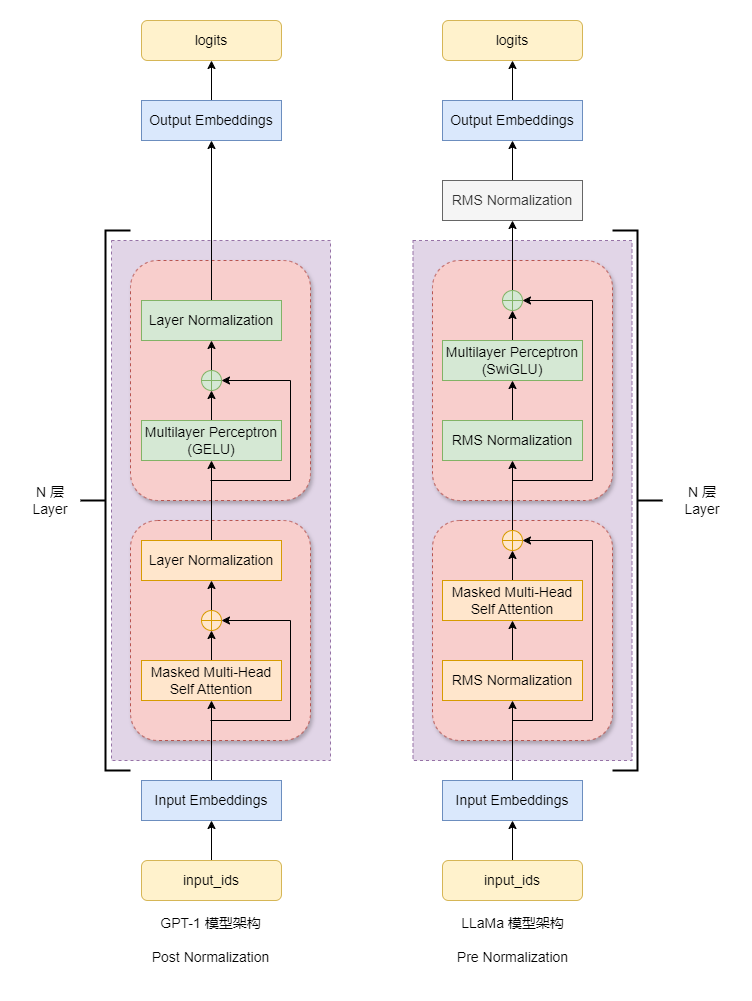 logits
Output Embeddings
Layer Normalization
Multilayer Perceptron
(GELU)
Layer Normalization
Masked Multi-Head
Self Attention
N 层
Layer
Input Embeddings
input_ids
GPT-1 模型架构
Post Normalization
logits
Output Embeddings
RMS Normalization
Multilayer Perceptron
(SwiGLU)
RMS Normalization
Masked Multi-Head
Self Attention
RMS Normalization
N 层
Layer
Input Embeddings
input_ids
LLaMa 模型架构
Pre Normalization